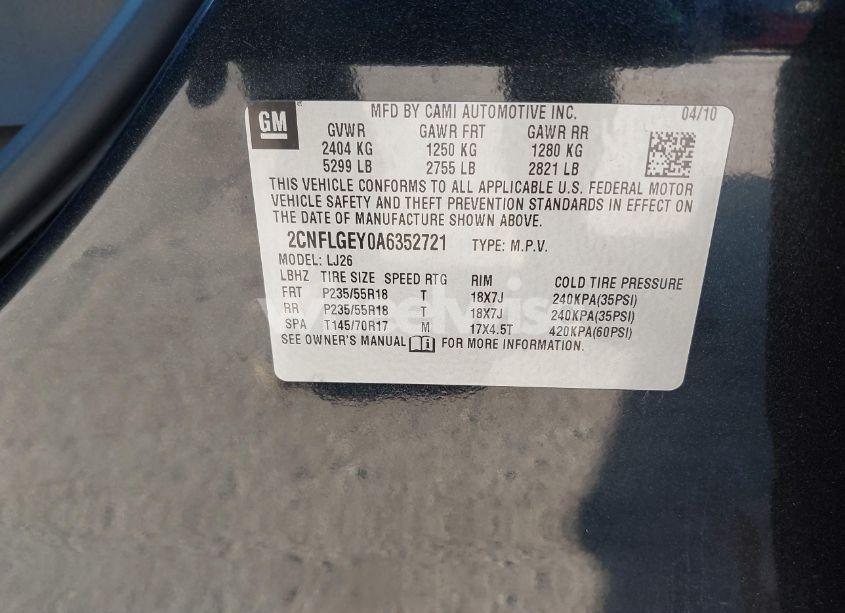 GM
MFD BY CAMI AUTOMOTIVE INC. 04/10
GVWR GAWR FRT GAWR RR
2404 KG 1250 KG 1280 KG
5299 LB 2755 LB 2821 LB
THIS VEHICLE CONFORMS TO ALL APPLICABLE U.S. FEDERAL MOTOR
VEHICLE SAFETY AND THEFT PREVENTION STANDARDS IN EFFECT ON
THE DATE OF MANUFACTURE SHOWN ABOVE.
2CNFLGEY0A6352721 TYPE: M.P.V.
MODEL: LJ26
LBHZ TIRE SIZE SPEED RTG RIM COLD TIRE PRESSURE
FRT P235/55R18 T 18X7J 240KPA(35PSI)
RR P235/55R18 T 18X7J 240KPA(35PSI)
SPA T145/70R17 M 17X4.5T 420KPA(60PSI)
SEE OWNER'S MANUAL FOR MORE INFORMATION.